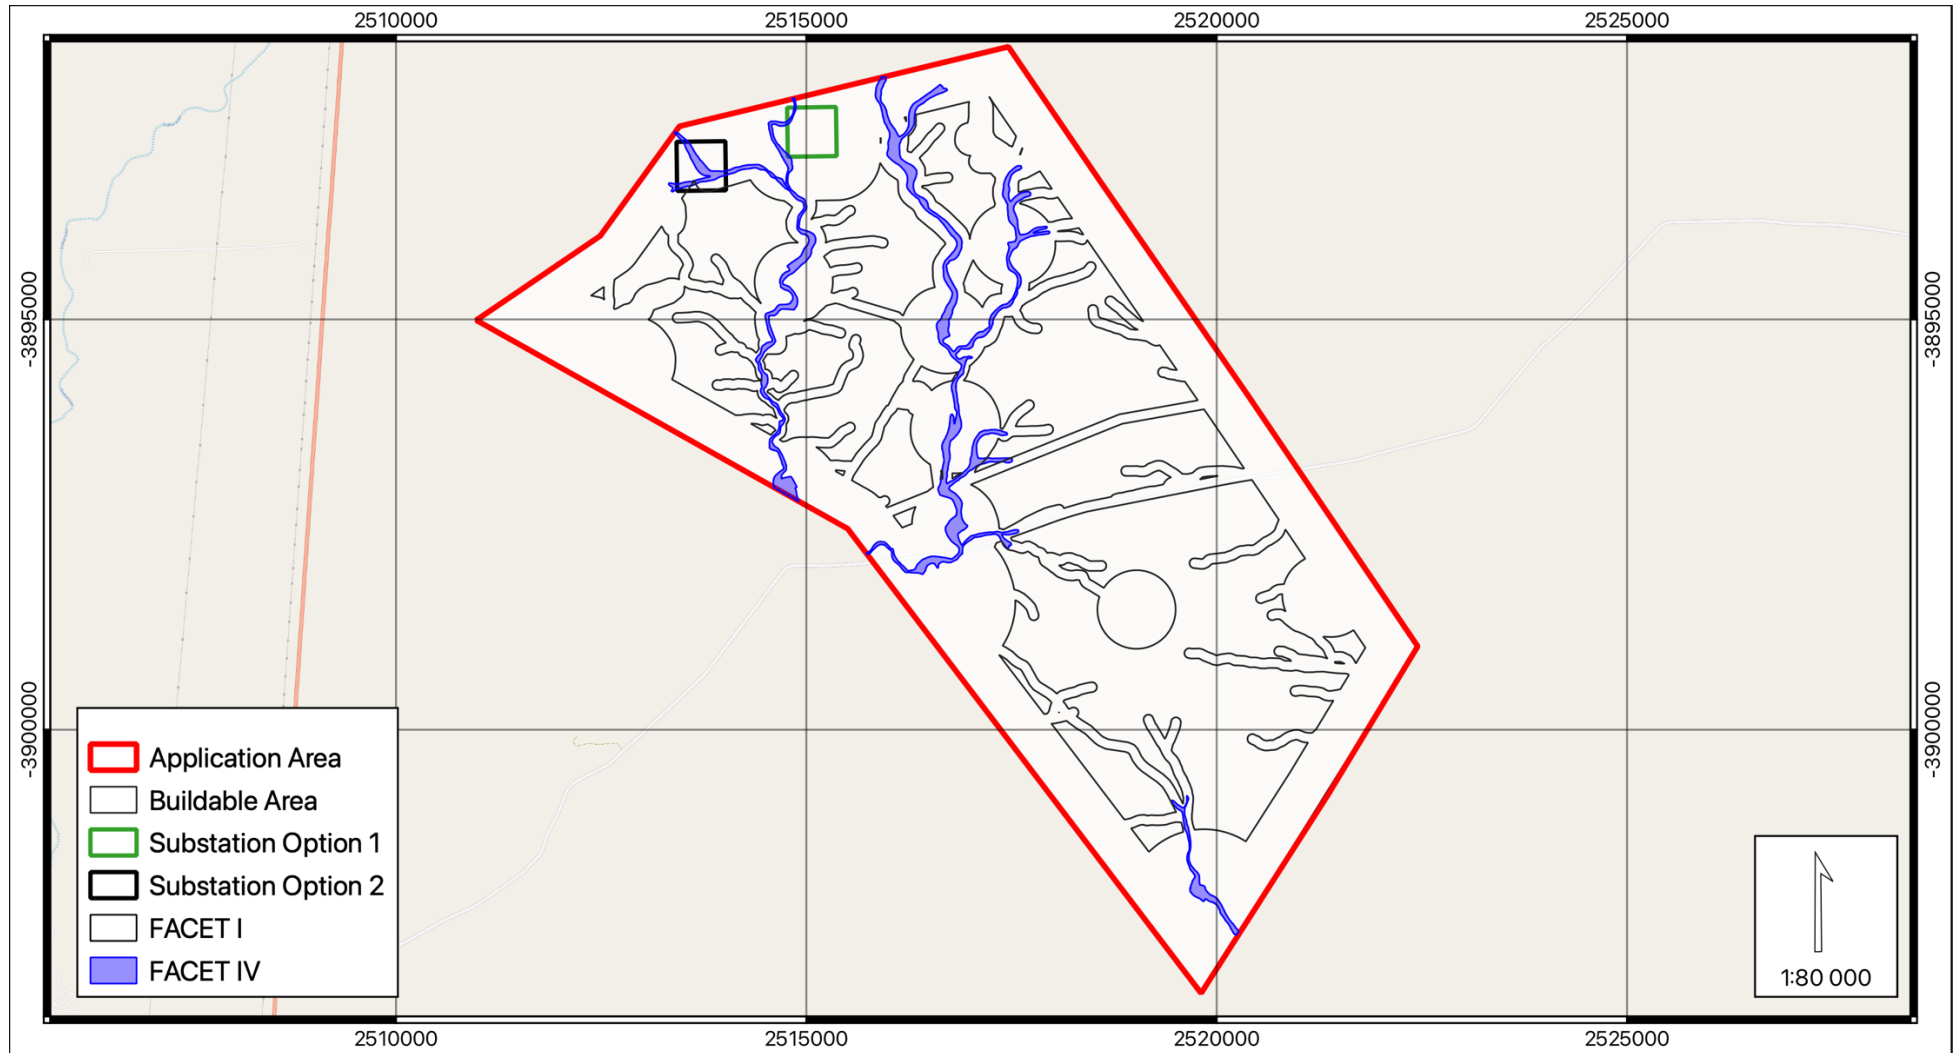 2510000 2515000 2520000 2525000
-3895000 -3895000
-3900000 -3900000
Application Area
Buildable Area
Substation Option 1
Substation Option 2
FACET I
FACET IV
1:80 000
2510000 2515000 2520000 2525000